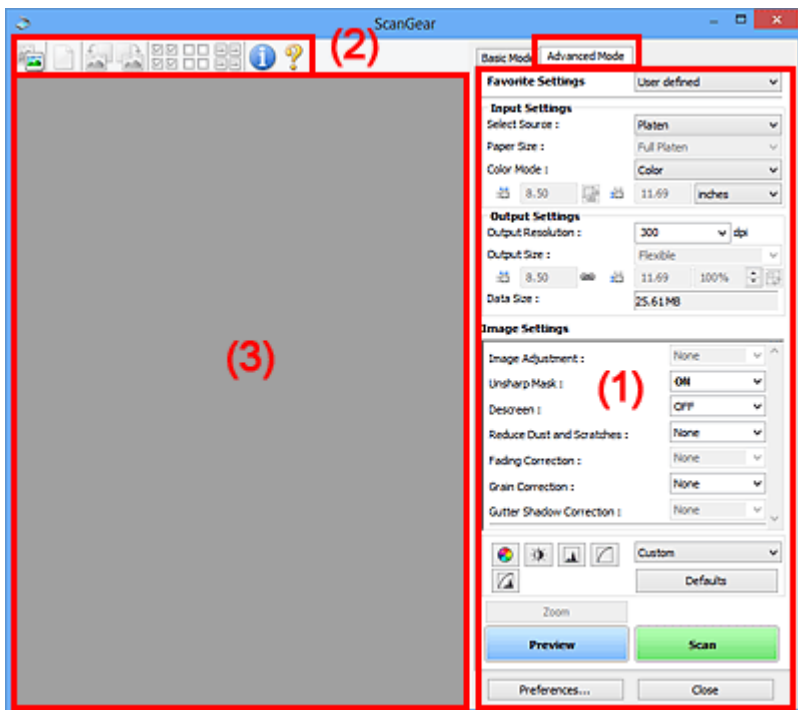 ScanGear
(2)
Basic Mode Advanced Mode
Favorite Settings User defined
Input Settings
Select Source : Platen
Paper Size : Full Platen
Color Mode : Color
8.50 11.69 inches
Output Settings
Output Resolution : 300 dpi
Output Size : Flexible
8.50 11.69 100%
Data Size : 25.61MB
Image Settings
(3)
(1)
Image Adjustment : None
Unsharp Mask : ON
Descreen : OFF
Reduce Dust and Scratches : None
Fading Correction : None
Grain Correction : None
Gutter Shadow Correction : None
Custom
Defaults
Zoom
Preview Scan
Preferences... Close